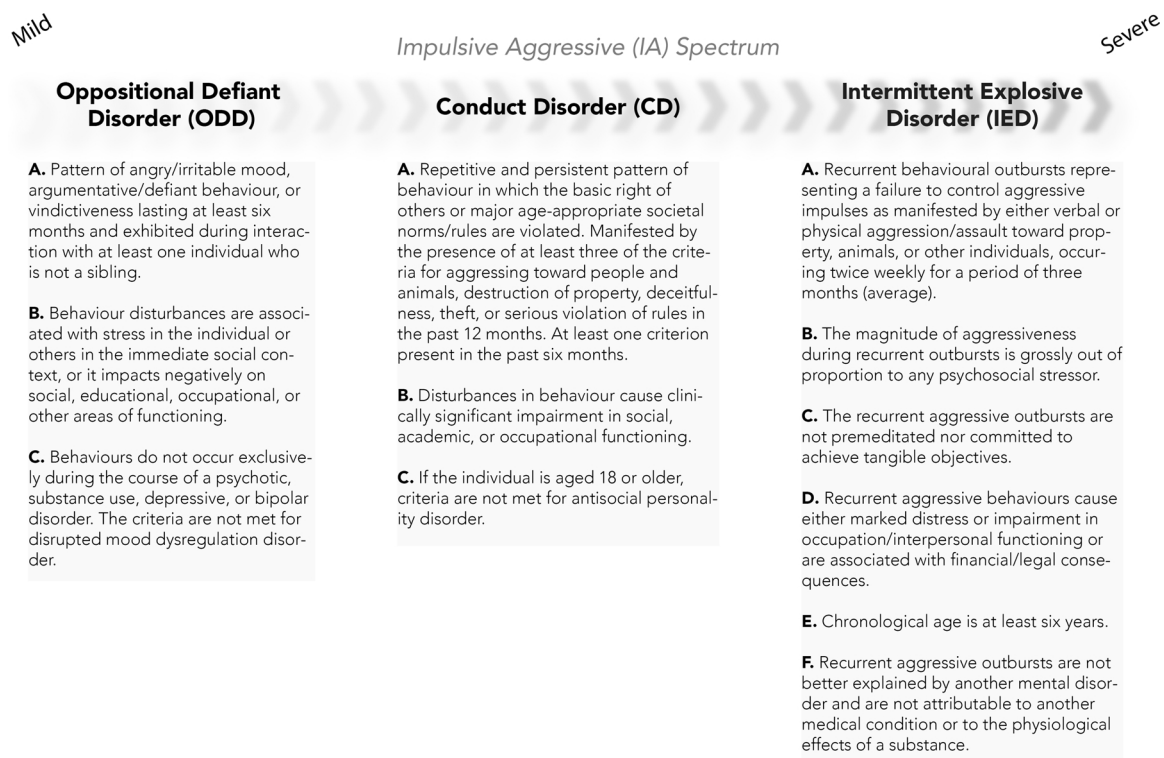 Mild
Severe
Impulsive Aggressive (IA) Spectrum
Oppositional Defiant
Disorder (ODD)
A. Pattern of angry/irritable mood,
argumentative/defiant behaviour, or
vindictiveness lasting at least six
months and exhibited during interac-
tion with at least one individual who
is not a sibling.
B. Behaviour disturbances are associ-
ated with stress in the individual or
others in the immediate social con-
text, or it impacts negatively on
social, educational, occupational, or
other areas of functioning.
C. Behaviours do not occur exclusive-
ly during the course of a psychotic,
substance use, depressive, or bipolar
disorder. The criteria are not met for
disrupted mood dysregulation disor-
der.
Conduct Disorder (CD)
A. Repetitive and persistent pattern of
behaviour in which the basic right of
others or major age-appropriate societal
norms/rules are violated. Manifested by
the presence of at least three of the crite-
ria for aggressing toward people and
animals, destruction of property, deceitful-
ness, theft, or serious violation of rules in
the past 12 months. At least one criterion
present in the past six months.
B. Disturbances in behaviour cause clini-
cally significant impairment in social,
academic, or occupational functioning.
C. If the individual is aged 18 or older,
criteria are not met for antisocial personal-
ity disorder.
Intermittent Explosive
Disorder (IED)
A. Recurrent behavioural outbursts repre-
senting a failure to control aggressive
impulses as manifested by either verbal or
physical aggression/assault toward prop-
erty, animals, or other individuals, occur-
ing twice weekly for a period of three
months (average).
B. The magnitude of aggressiveness
during recurrent outbursts is grossly out of
proportion to any psychosocial stressor.
C. The recurrent aggressive outbursts are
not premeditated nor committed to
achieve tangible objectives.
D. Recurrent aggressive behaviours cause
either marked distress or impairment in
occupation/interpersonal functioning or
are associated with financial/legal conse-
quences.
E. Chronological age is at least six years.
F. Recurrent aggressive outbursts are not
better explained by another mental disor-
der and are not attributable to another
medical condition or to the physiological
effects of a substance.